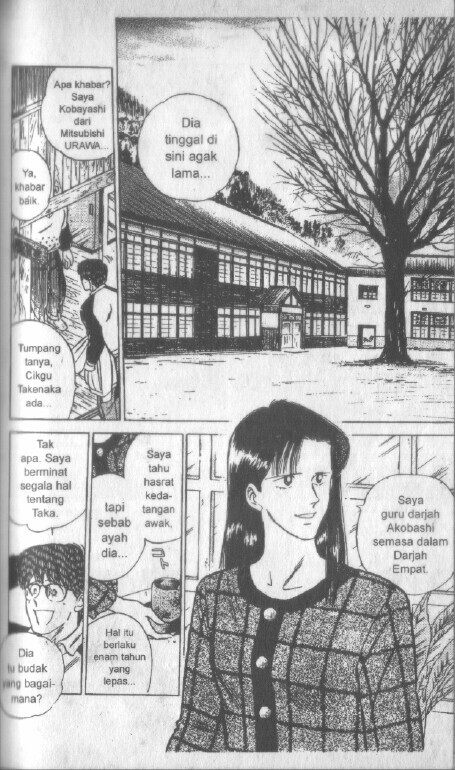 Dia
tinggal di
sini agak
lama...
Apa khabar?
Saya
Kobayashi
dari
Mitsubishi
URAWA...
Ya,
khabar
baik.
Tumpang
tanya,
Cikgu
Takenaka
ada...
Saya
guru darjah
Akobashi
semasa dalam
Darjah
Empat.
Saya
tahu
hasrat
keda-
tangan
awak,
コト
tapi
sebab
ayah
dia...
Hal itu
berlaku
enam tahun
yang
lepas...
Tak
apa. Saya
berminat
segala hal
tentang
Taka.
Dia
tu budak
yang bagai-
mana?